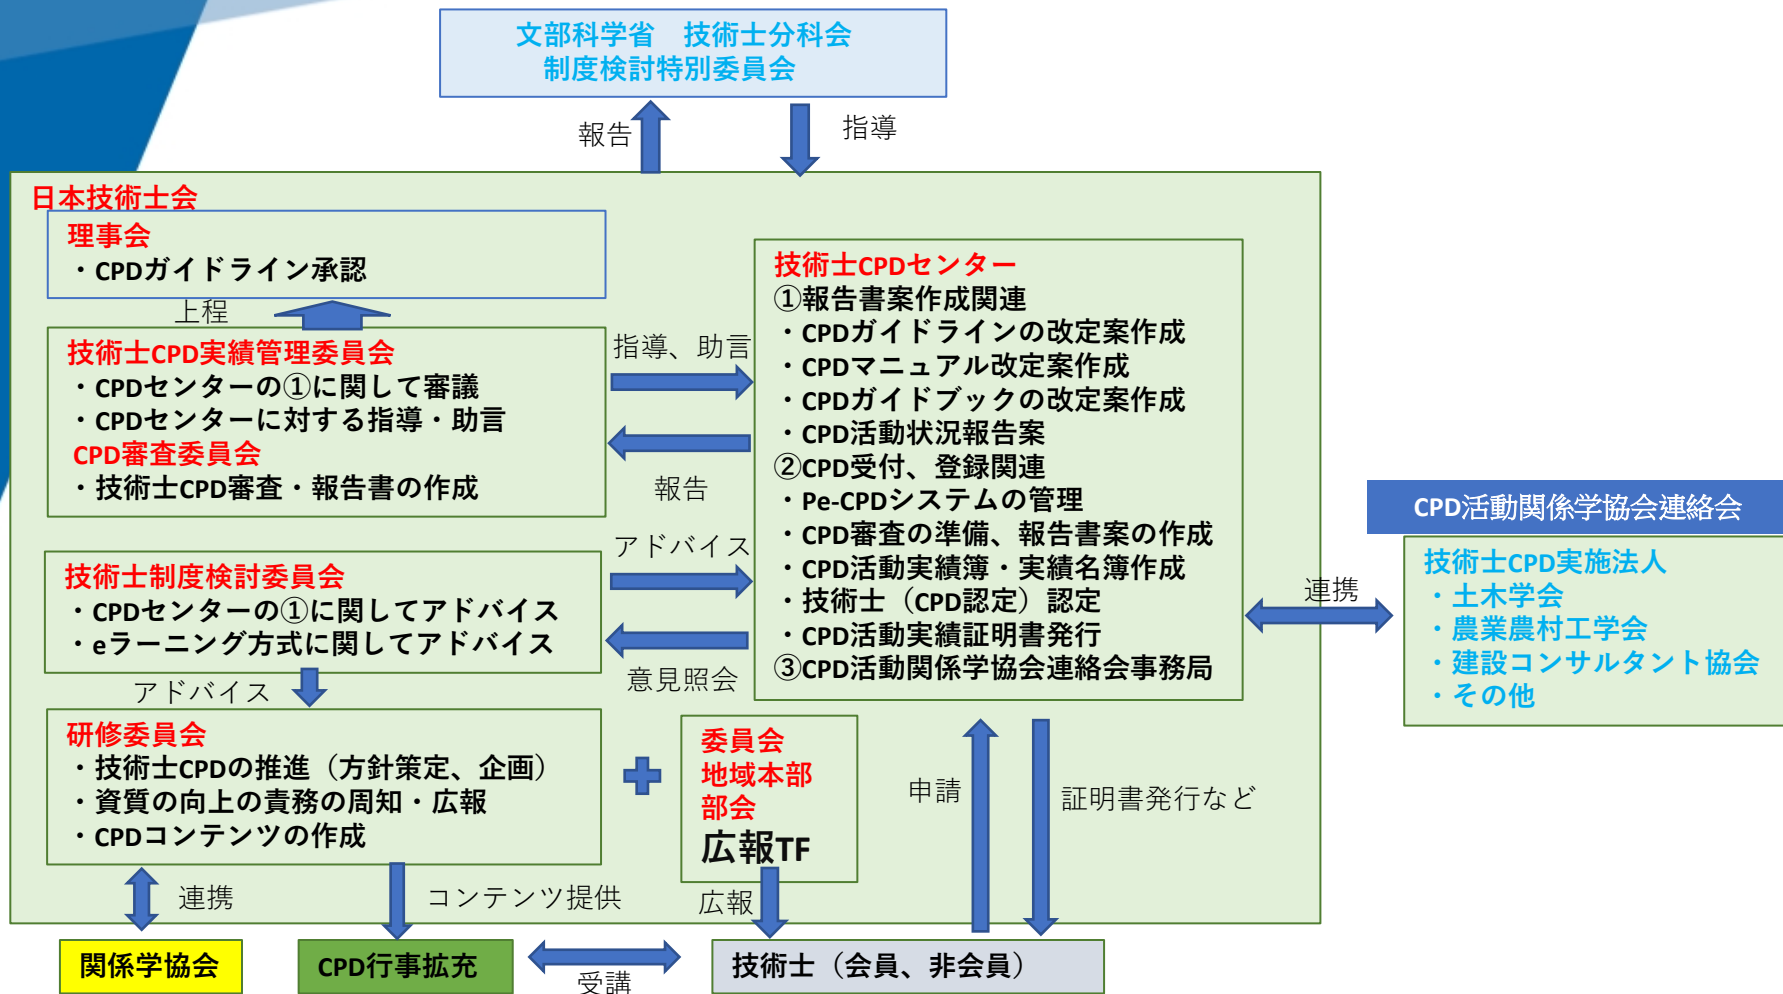 文部科学省　技術士分科会
制度検討特別委員会
報告
指導
日本技術士会
理事会
・CPDガイドライン承認
上程
技術士CPD実績管理委員会
・CPDセンターの①に関して審議
・CPDセンターに対する指導・助言
CPD審査委員会
・技術士CPD審査・報告書の作成
指導、助言
報告
技術士制度検討委員会
・CPDセンターの①に関してアドバイス
・eラーニング方式に関してアドバイス
アドバイス
意見照会
アドバイス
研修委員会
・技術士CPDの推進（方針策定、企画）
・資質の向上の責務の周知・広報
・CPDコンテンツの作成
委員会
地域本部
部会
広報TF
技術士CPDセンター
①報告書案作成関連
・CPDガイドラインの改定案作成
・CPDマニュアル改定案作成
・CPDガイドブックの改定案作成
・CPD活動状況報告案
②CPD受付、登録関連
・Pe-CPDシステムの管理
・CPD審査の準備、報告書案の作成
・CPD活動実績簿・実績名簿作成
・技術士（CPD認定）認定
・CPD活動実績証明書発行
③CPD活動関係学協会連絡会事務局
連携
CPD活動関係学協会連絡会
技術士CPD実施法人
・土木学会
・農業農村工学会
・建設コンサルタント協会
・その他
申請
証明書発行など
連携
コンテンツ提供
広報
関係学協会
CPD行事拡充
受講
技術士（会員、非会員）